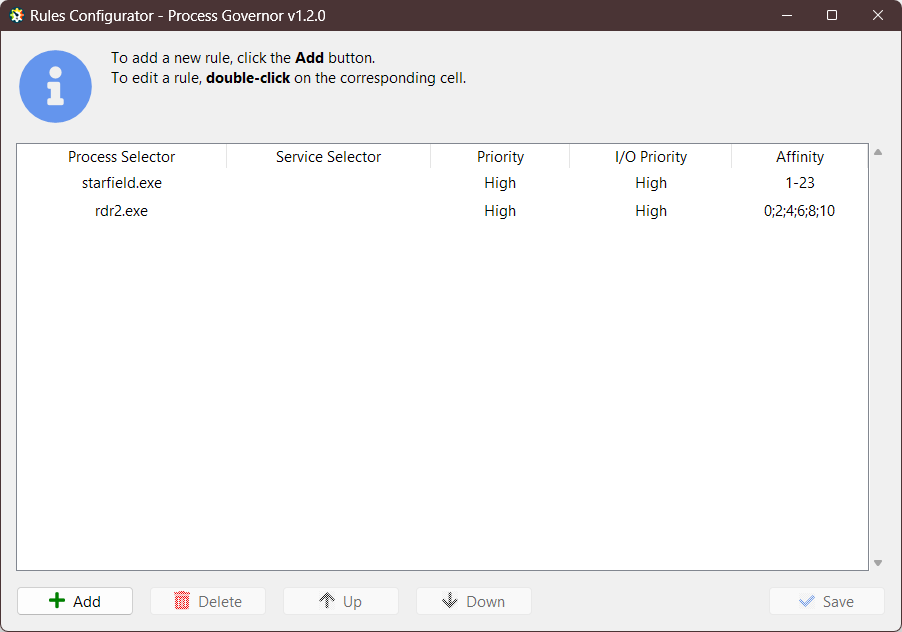 Rules Configurator - Process Governor v1.2.0
To add a new rule, click the Add button.
To edit a rule, double-click on the corresponding cell.
Process Selector Service Selector Priority I/O Priority Affinity
starfield.exe High High 1-23
rdr2.exe High High 0;2;4;6;8;10
Add Delete Up Down Save